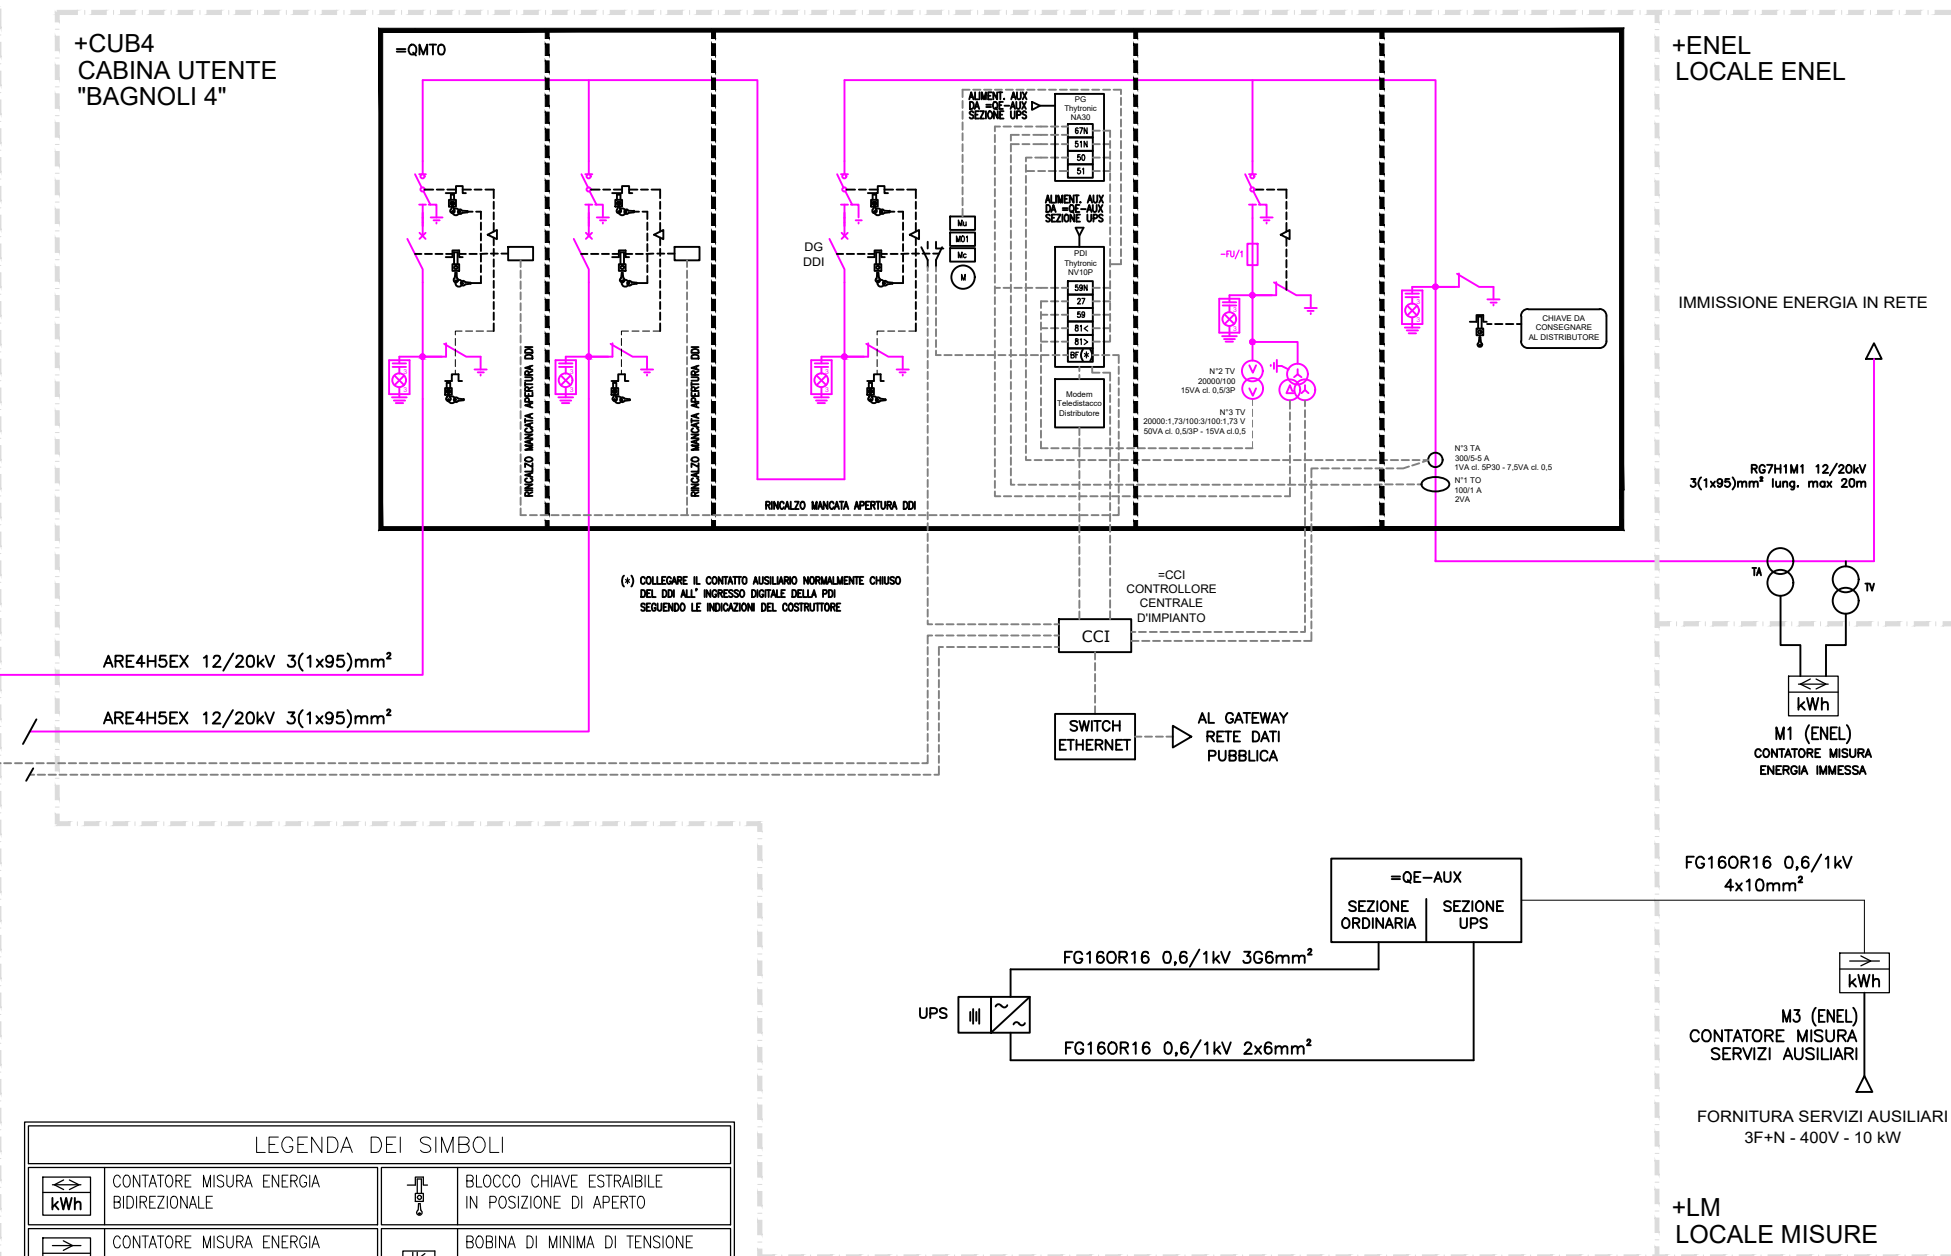 +CUB4
CABINA UTENTE
"BAGNOLI 4"
=QMT0
ALIMENT. AUX
DA =QE-AUX
SEZIONE UPS
PG
Thytronic
NA30
67N
51N
50
51
ALIMENT. AUX
DA =QE-AUX
SEZIONE UPS
Mu
M01
Mc
M
DG
DDI
PDI
Thytronic
NV10P
59N
27
59
81<
81>
BF(*)
Modem
Teledistacco
Distributore
RINCALZO MANCATA APERTURA DDI
RINCALZO MANCATA APERTURA DDI
RINCALZO MANCATA APERTURA DDI
-FU/1
N°2 TV
20000/100
15VA cl. 0,5/3P
N°3 TV
20000:1,73/100:3/100:1,73 V
50VA cl. 0,5/3P - 15VA cl.0,5
CHIAVE DA
CONSEGNARE
AL DISTRIBUTORE
N°3 TA
300/5-5 A
1VA cl. 5P30 - 7,5VA cl. 0,5
N°1 TO
100/1 A
2VA
+ENEL
LOCALE ENEL
IMMISSIONE ENERGIA IN RETE
RG7H1M1 12/20kV
3(1x95)mm² lung. max 20m
TA
TV
kWh
M1 (ENEL)
CONTATORE MISURA
ENERGIA IMMESSA
(*) COLLEGARE IL CONTATTO AUSILIARIO NORMALMENTE CHIUSO
DEL DDI ALL' INGRESSO DIGITALE DELLA PDI
SEGUENDO LE INDICAZIONI DEL COSTRUTTORE
=CCI
CONTROLLORE
CENTRALE
D'IMPIANTO
CCI
ARE4H5EX 12/20kV 3(1x95)mm²
ARE4H5EX 12/20kV 3(1x95)mm²
SWITCH
ETHERNET
AL GATEWAY
RETE DATI
PUBBLICA
=QE-AUX
SEZIONE
ORDINARIA
SEZIONE
UPS
FG16OR16 0,6/1kV
4x10mm²
FG16OR16 0,6/1kV 3G6mm²
UPS
FG16OR16 0,6/1kV 2x6mm²
kWh
M3 (ENEL)
CONTATORE MISURA
SERVIZI AUSILIARI
FORNITURA SERVIZI AUSILIARI
3F+N - 400V - 10 kW
+LM
LOCALE MISURE
LEGENDA DEI SIMBOLI
kWh
CONTATORE MISURA ENERGIA
BIDIREZIONALE
BLOCCO CHIAVE ESTRAIBILE
IN POSIZIONE DI APERTO
CONTATORE MISURA ENERGIA
BOBINA DI MINIMA DI TENSIONE